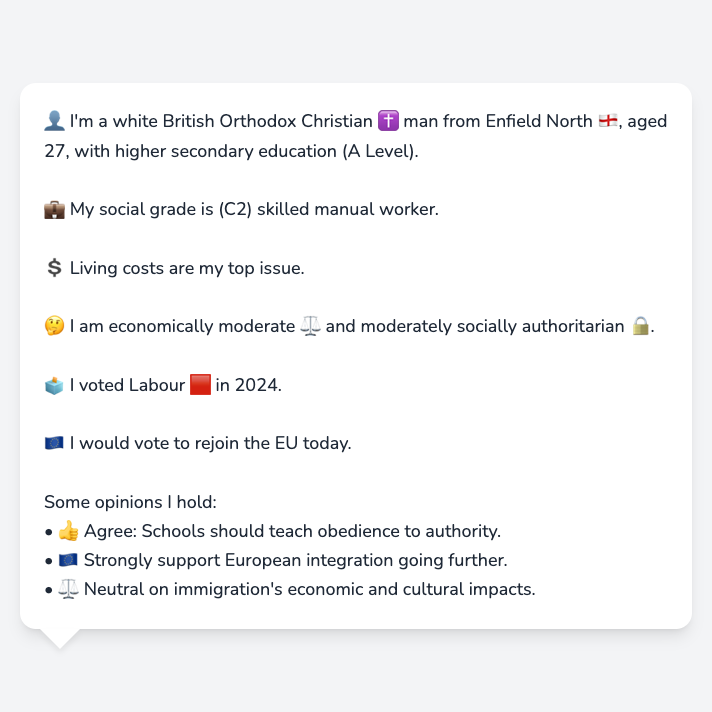 👤 I'm a white British Orthodox Christian ✝️ man from Enfield North 🏴󠁧󠁢󠁥󠁮󠁧󠁿, aged
27, with higher secondary education (A Level).
💼 My social grade is (C2) skilled manual worker.
💲 Living costs are my top issue.
🤔 I am economically moderate ⚖️ and moderately socially authoritarian 🔒.
🗳️ I voted Labour 🟥 in 2024.
🇪🇺 I would vote to rejoin the EU today.
Some opinions I hold:
• 👍 Agree: Schools should teach obedience to authority.
• 🇪🇺 Strongly support European integration going further.
• ⚖️ Neutral on immigration's economic and cultural impacts.